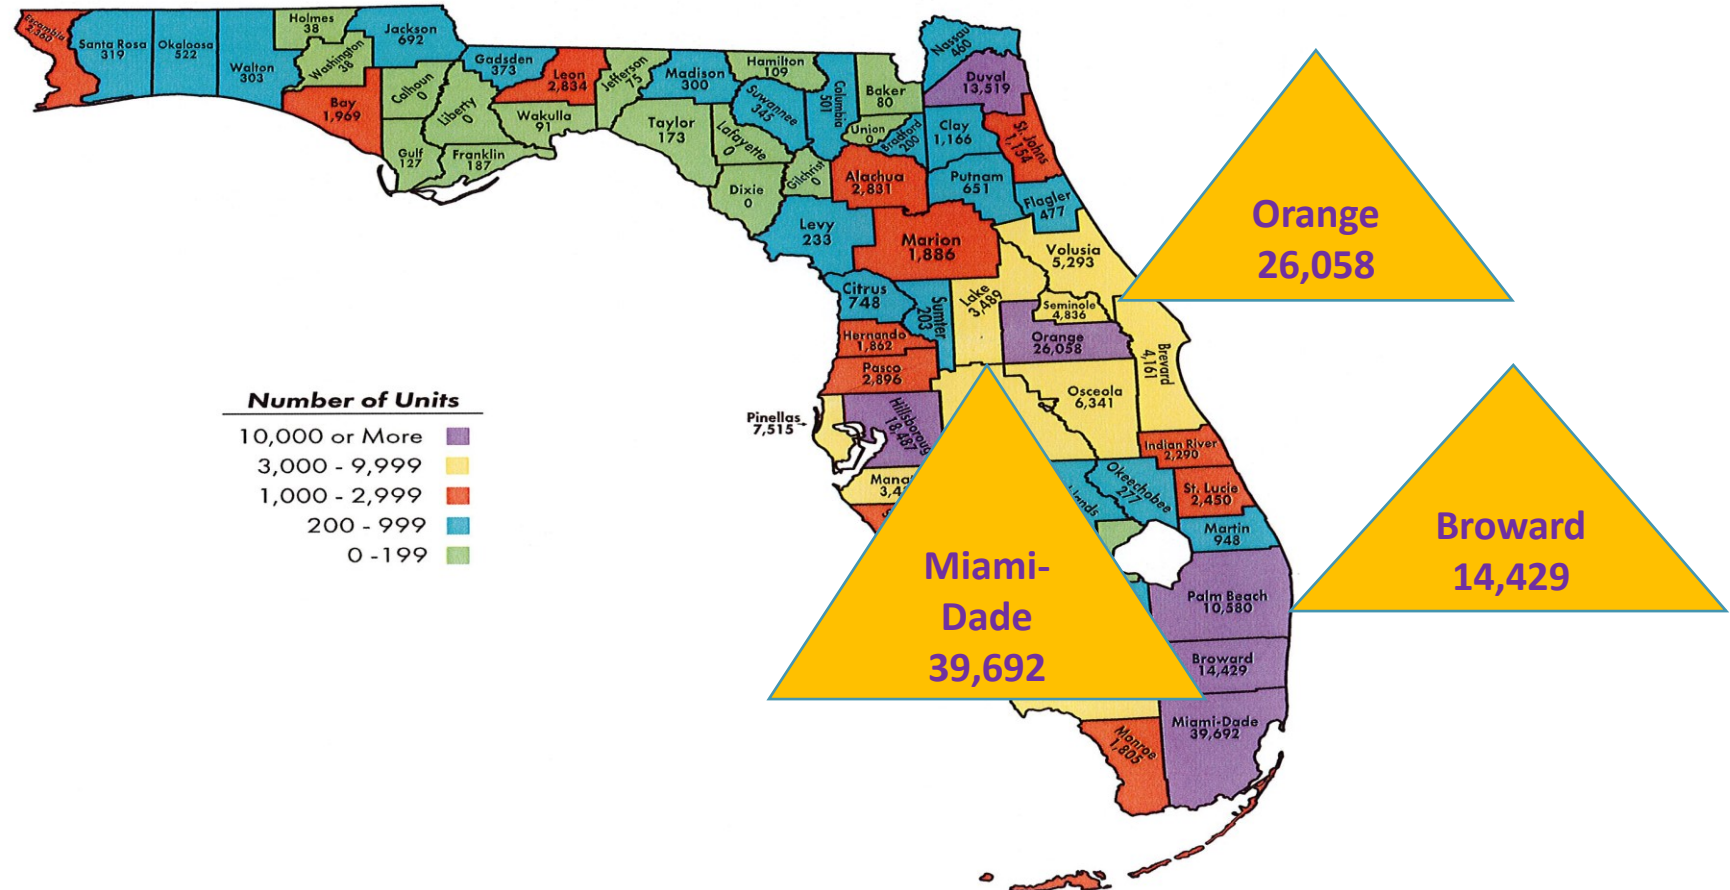 Escambia
2,360
Santa Rosa
319
Okaloosa
522
Walton
303
Holmes
38
Washington
38
Jackson
692
Bay
1,969
Calhoun
0
Gulf
127
Liberty
0
Franklin
187
Gadsden
373
Leon
2,834
Wakulla
91
Jefferson
75
Madison
300
Taylor
173
Hamilton
109
Suwannee
345
Lafayette
0
Dixie
0
Columbia
501
Gilchrist
0
Baker
80
Union
0
Bradford
200
Alachua
2,831
Levy
233
Nassau
460
Duval
13,519
Clay
1,166
St. Johns
1,154
Putnam
651
Flagler
477
Marion
1,886
Volusia
5,293
Citrus
748
Sumter
203
Lake
3,489
Seminole
4,836
Orange
26,058
Brevard
4,161
Hernando
1,862
Pasco
2,896
Pinellas
7,515
Hillsboroug
18,487
Osceola
6,341
Indian River
2,290
Mana
3,4
Okeechobee
277
lands
St. Lucie
2,450
Martin
948
Palm Beach
10,580
Broward
14,429
Miami-Dade
39,692
Monroe
1,805
Orange
26,058
Broward
14,429
Miami-
Dade
39,692
Number of Units
10,000 or More
3,000 - 9,999
1,000 - 2,999
200 - 999
0 -199